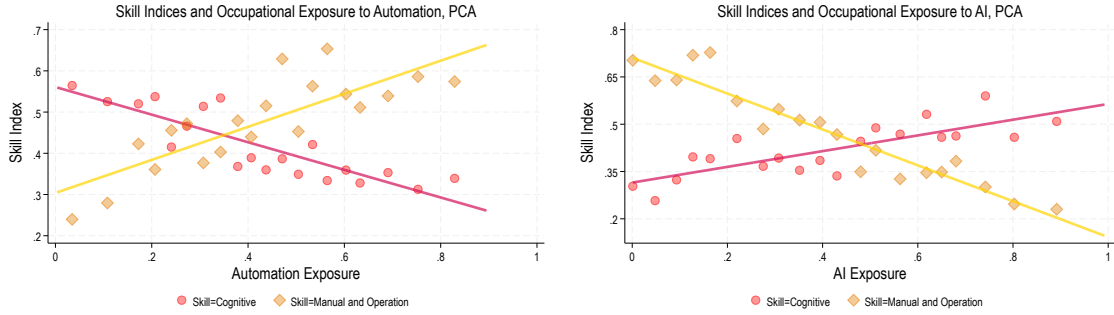 Skill Indices and Occupational Exposure to Automation, PCA
.7
.6
.5
.4
.3
.2
Skill Index
0 .2 .4 .6 .8 1
Automation Exposure
Skill=Cognitive Skill=Manual and Operation
Skill Indices and Occupational Exposure to AI, PCA
.8
.65
.5
.35
.2
Skill Index
0 .2 .4 .6 .8 1
AI Exposure
Skill=Cognitive Skill=Manual and Operation